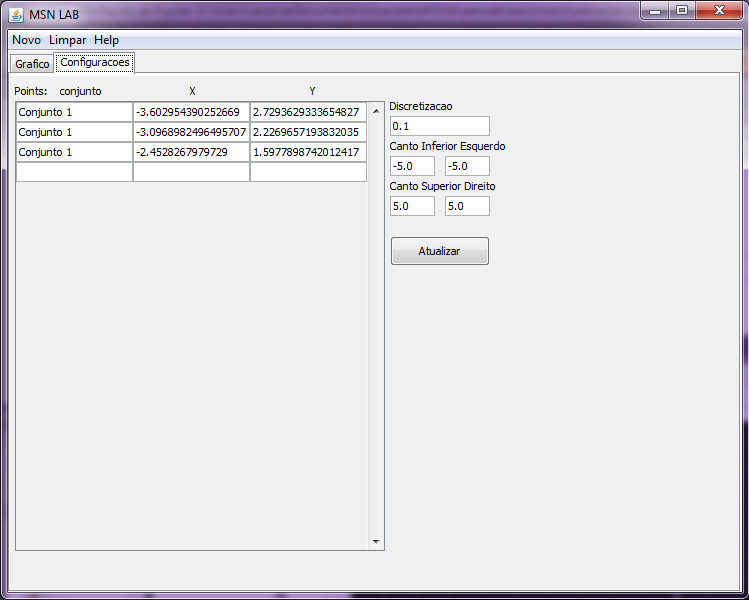 MSN LAB
Novo Limpar Help
Grafico Configuracoes
Points: conjunto X Y
Conjunto 1 -3.602954390252669 2.7293629333654827
Conjunto 1 -3.0968982496495707 2.2269657193832035
Conjunto 1 -2.4528267979729 1.5977898742012417
Discretizacao
0.1
Canto Inferior Esquerdo
-5.0 -5.0
Canto Superior Direito
5.0 5.0
Atualizar